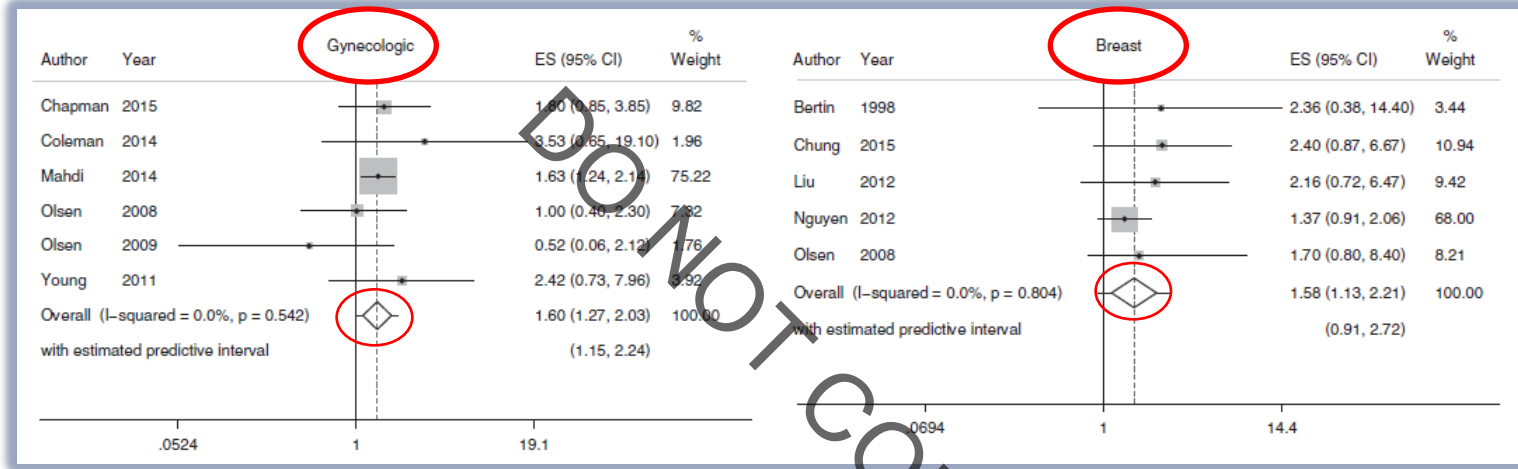 Gynecologic
Author Year ES (95% CI) % Weight
Chapman 2015 1.80 (0.85, 3.85) 9.82
Coleman 2014 3.53 (0.65, 19.10) 1.96
Mahdi 2014 1.63 (1.24, 2.14) 75.22
Olsen 2008 1.00 (0.40, 2.30) 7.32
Olsen 2009 0.52 (0.06, 2.12) 1.76
Young 2011 2.42 (0.73, 7.96) 3.92
Overall (I-squared = 0.0%, p = 0.542) 1.60 (1.27, 2.03) 100.00
with estimated predictive interval (1.15, 2.24)
.0524 1 19.1
Breast
Author Year ES (95% CI) % Weight
Bertin 1998 2.36 (0.38, 14.40) 3.44
Chung 2015 2.40 (0.87, 6.67) 10.94
Liu 2012 2.16 (0.72, 6.47) 9.42
Nguyen 2012 1.37 (0.91, 2.06) 68.00
Olsen 2008 1.70 (0.80, 8.40) 8.21
Overall (I-squared = 0.0%, p = 0.804) 1.58 (1.13, 2.21) 100.00
with estimated predictive interval (0.91, 2.72)
.0694 1 14.4
DO NOT